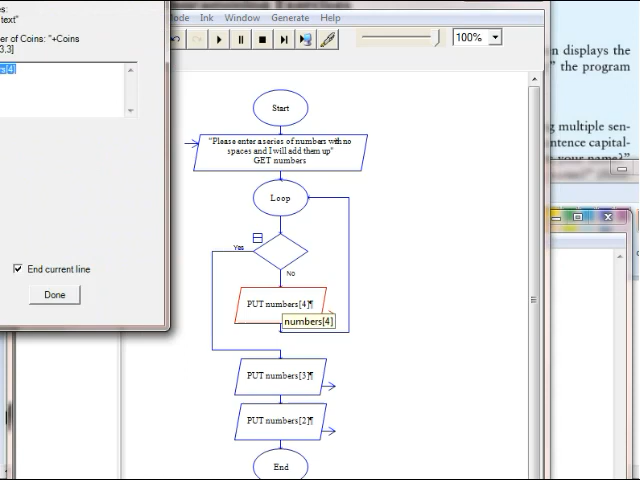 es:
text"
er of Coins: "+Coins
3.3]
rs[4]
End current line
Done
ode Ink Window Generate Help
100%
Start
"Please enter a series of numbers with no
spaces and I will add them up"
GET numbers
Loop
Yes
No
PUT numbers[4]¶
numbers[4]
PUT numbers[3]¶
PUT numbers[2]¶
End
n displays the
" the program
g multiple sen-
entence capital-